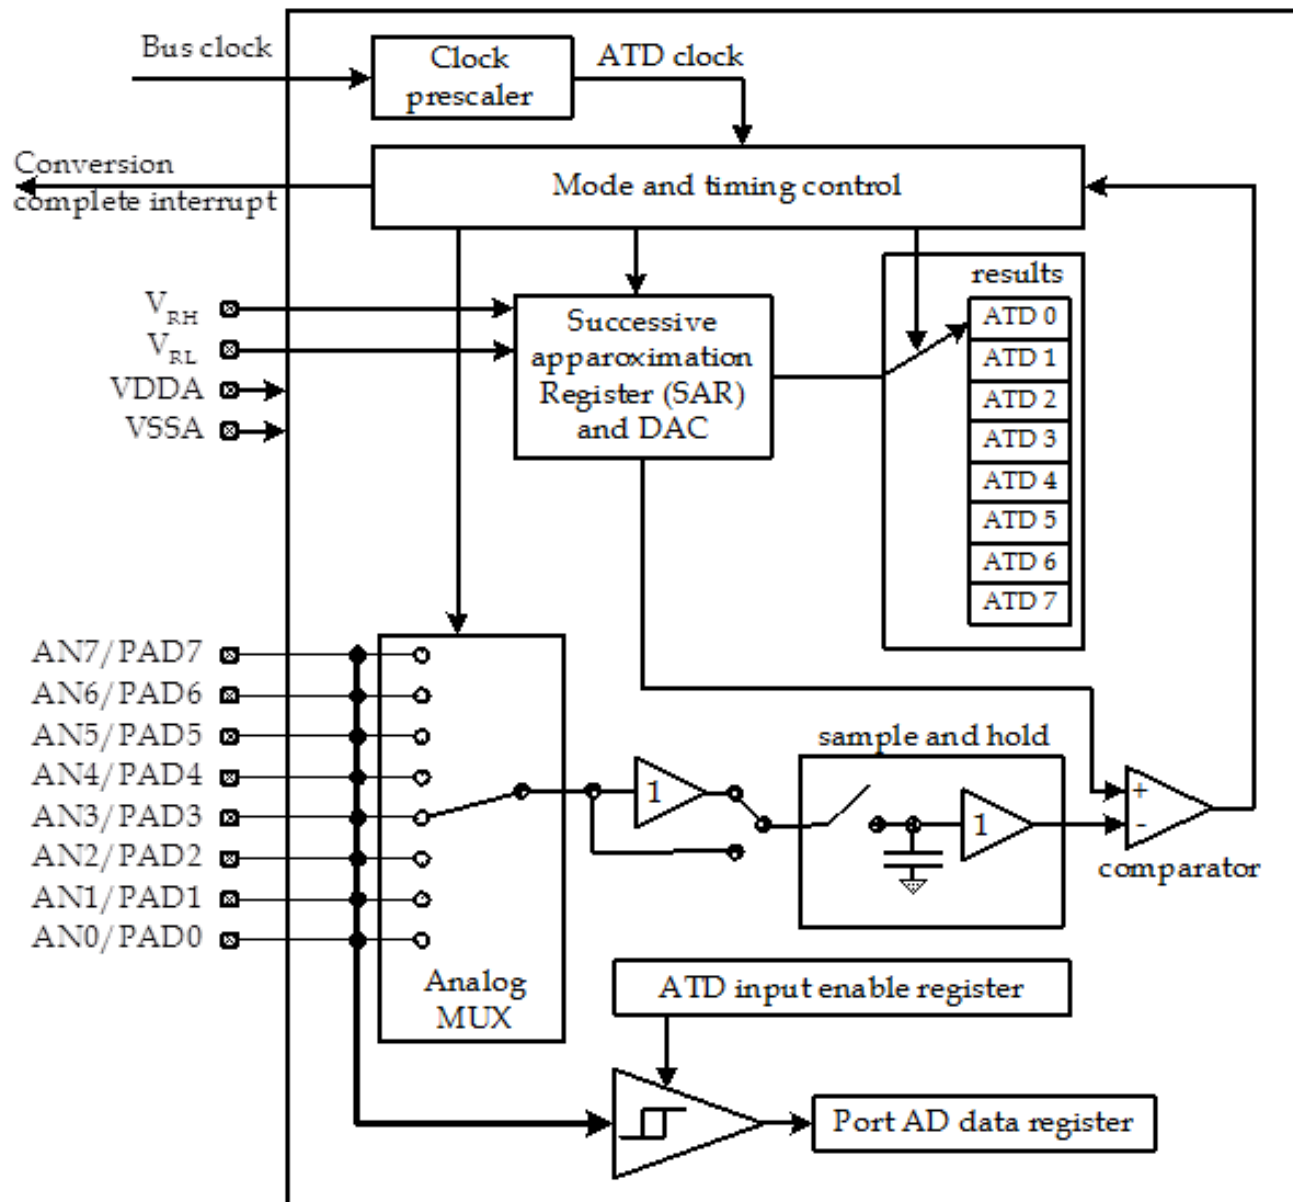 Bus clock
Clock
prescaler
ATD clock
Conversion
complete interrupt
Mode and timing control
V_RH
V_RL
VDDA
VSSA
Successive
apparoximation
Register (SAR)
and DAC
results
ATD 0
ATD 1
ATD 2
ATD 3
ATD 4
ATD 5
ATD 6
ATD 7
AN7/PAD7
AN6/PAD6
AN5/PAD5
AN4/PAD4
AN3/PAD3
AN2/PAD2
AN1/PAD1
AN0/PAD0
Analog
MUX
1
sample and hold
1
+
-
comparator
ATD input enable register
Port AD data register